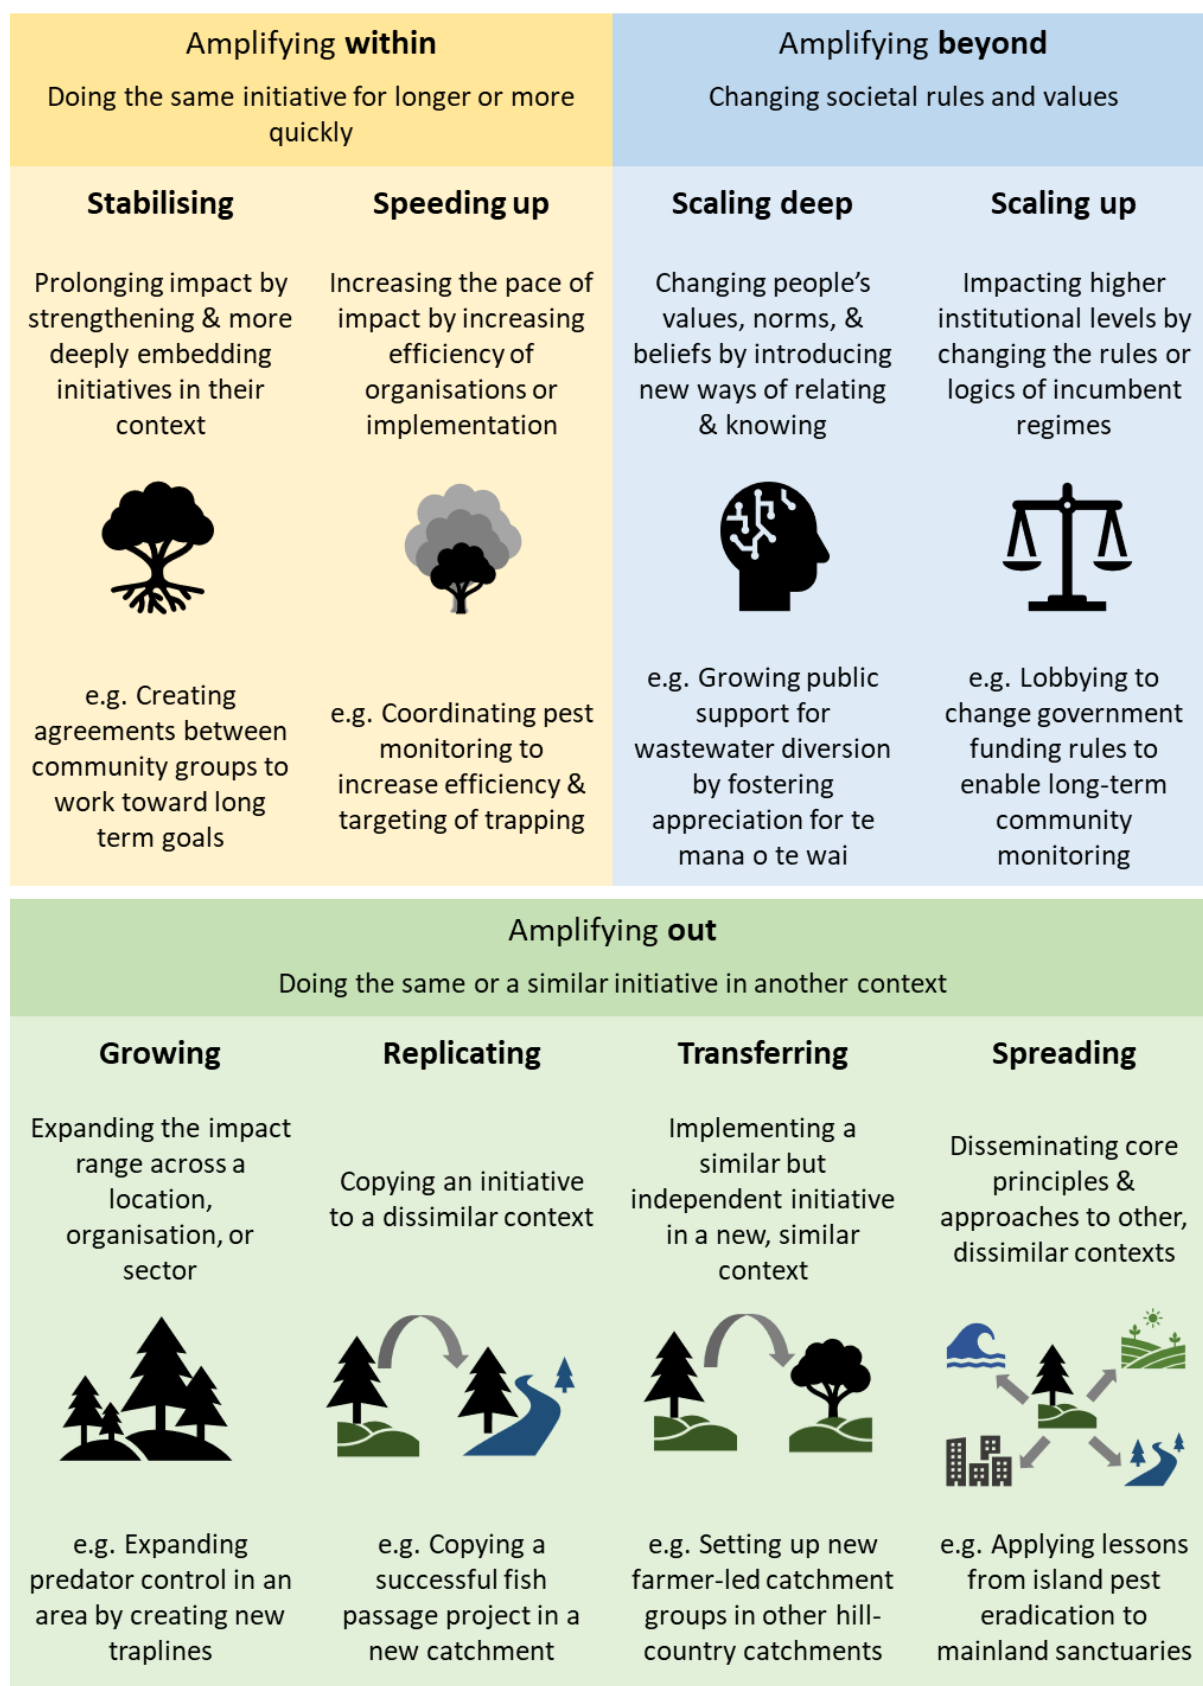 Amplifying within
Doing the same initiative for longer or more
quickly
Amplifying beyond
Changing societal rules and values
Stabilising
Prolonging impact by
strengthening & more
deeply embedding
initiatives in their
context
e.g. Creating
agreements between
community groups to
work toward long
term goals
Speeding up
Increasing the pace of
impact by increasing
efficiency of
organisations or
implementation
e.g. Coordinating pest
monitoring to
increase efficiency &
targeting of trapping
Scaling deep
Changing people’s
values, norms, &
beliefs by introducing
new ways of relating
& knowing
e.g. Growing public
support for
wastewater diversion
by fostering
appreciation for te
mana o te wai
Scaling up
Impacting higher
institutional levels by
changing the rules or
logics of incumbent
regimes
e.g. Lobbying to
change government
funding rules to
enable long-term
community
monitoring
Amplifying out
Doing the same or a similar initiative in another context
Growing
Expanding the impact
range across a
location,
organisation, or
sector
e.g. Expanding
predator control in an
area by creating new
traplines
Replicating
Copying an initiative
to a dissimilar context
e.g. Copying a
successful fish
passage project in a
new catchment
Transferring
Implementing a
similar but
independent initiative
in a new, similar
context
e.g. Setting up new
farmer-led catchment
groups in other hill-
country catchments
Spreading
Disseminating core
principles &
approaches to other,
dissimilar contexts
e.g. Applying lessons
from island pest
eradication to
mainland sanctuaries